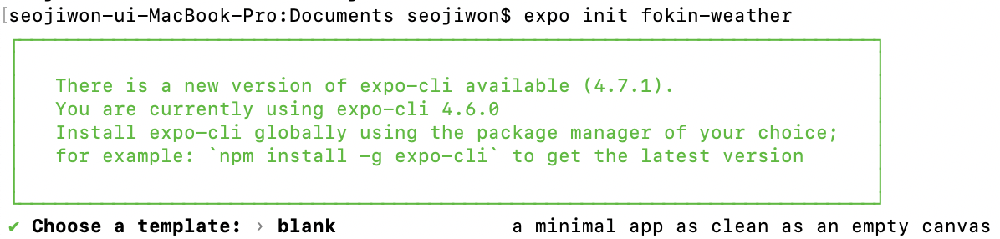 [seojiwon-ui-MacBook-Pro:Documents seojiwon$ expo init fokin-weather
There is a new version of expo-cli available (4.7.1).
You are currently using expo-cli 4.6.0
Install expo-cli globally using the package manager of your choice;
for example: `npm install -g expo-cli` to get the latest version
✔ Choose a template: › blank a minimal app as clean as an empty canvas